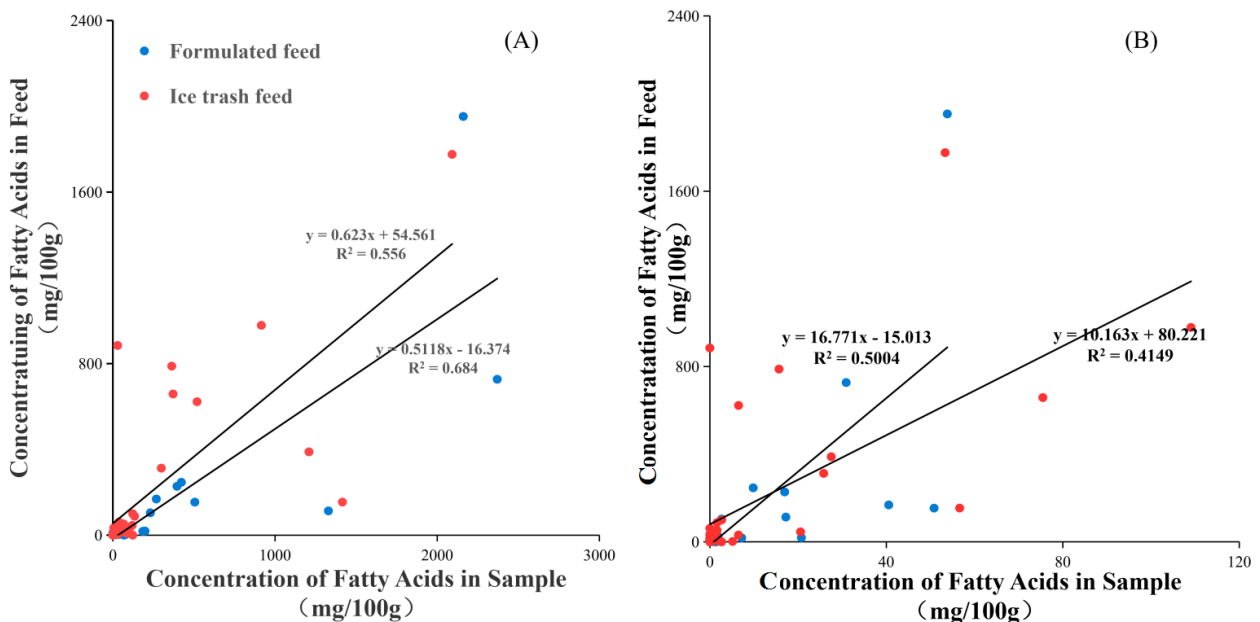 2400
(A)
Formulated feed
Ice trash feed
Concentratuing of Fatty Acids in Feed
（mg/100g）
1600
y = 0.623x + 54.561
R² = 0.556
800
y = 0.5118x - 16.374
R² = 0.684
0
0
1000
2000
3000
Concentration of Fatty Acids in Sample
（mg/100g）
2400
(B)
Concentratation of Fatty Acids in Feed
（mg/100g）
1600
800
y = 16.771x - 15.013
R² = 0.5004
y = 10.163x + 80.221
R² = 0.4149
0
0
40
80
120
Concentration of Fatty Acids in Sample
（mg/100g）